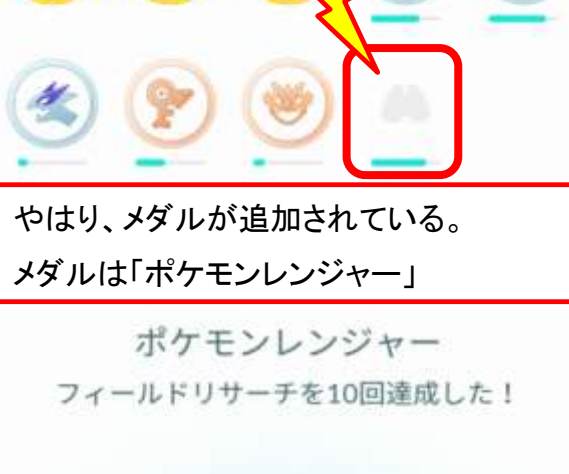 やはり、メダルが追加されている。
メダルは「ポケモンレンジャー」
ポケモンレンジャー
フィールドリサーチを10回達成した！